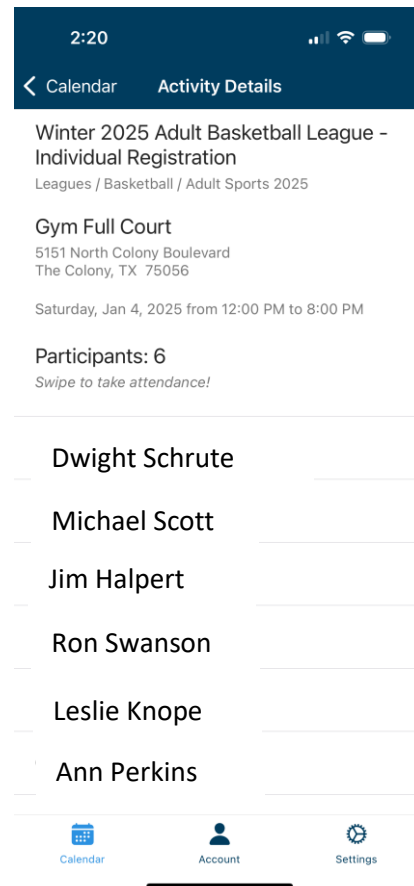 2:20
Calendar Activity Details
Winter 2025 Adult Basketball League -
Individual Registration
Leagues / Basketball / Adult Sports 2025
Gym Full Court
5151 North Colony Boulevard
The Colony, TX 75056
Saturday, Jan 4, 2025 from 12:00 PM to 8:00 PM
Participants: 6
Swipe to take attendance!
Dwight Schrute
Michael Scott
Jim Halpert
Ron Swanson
Leslie Knope
Ann Perkins
Calendar Account Settings